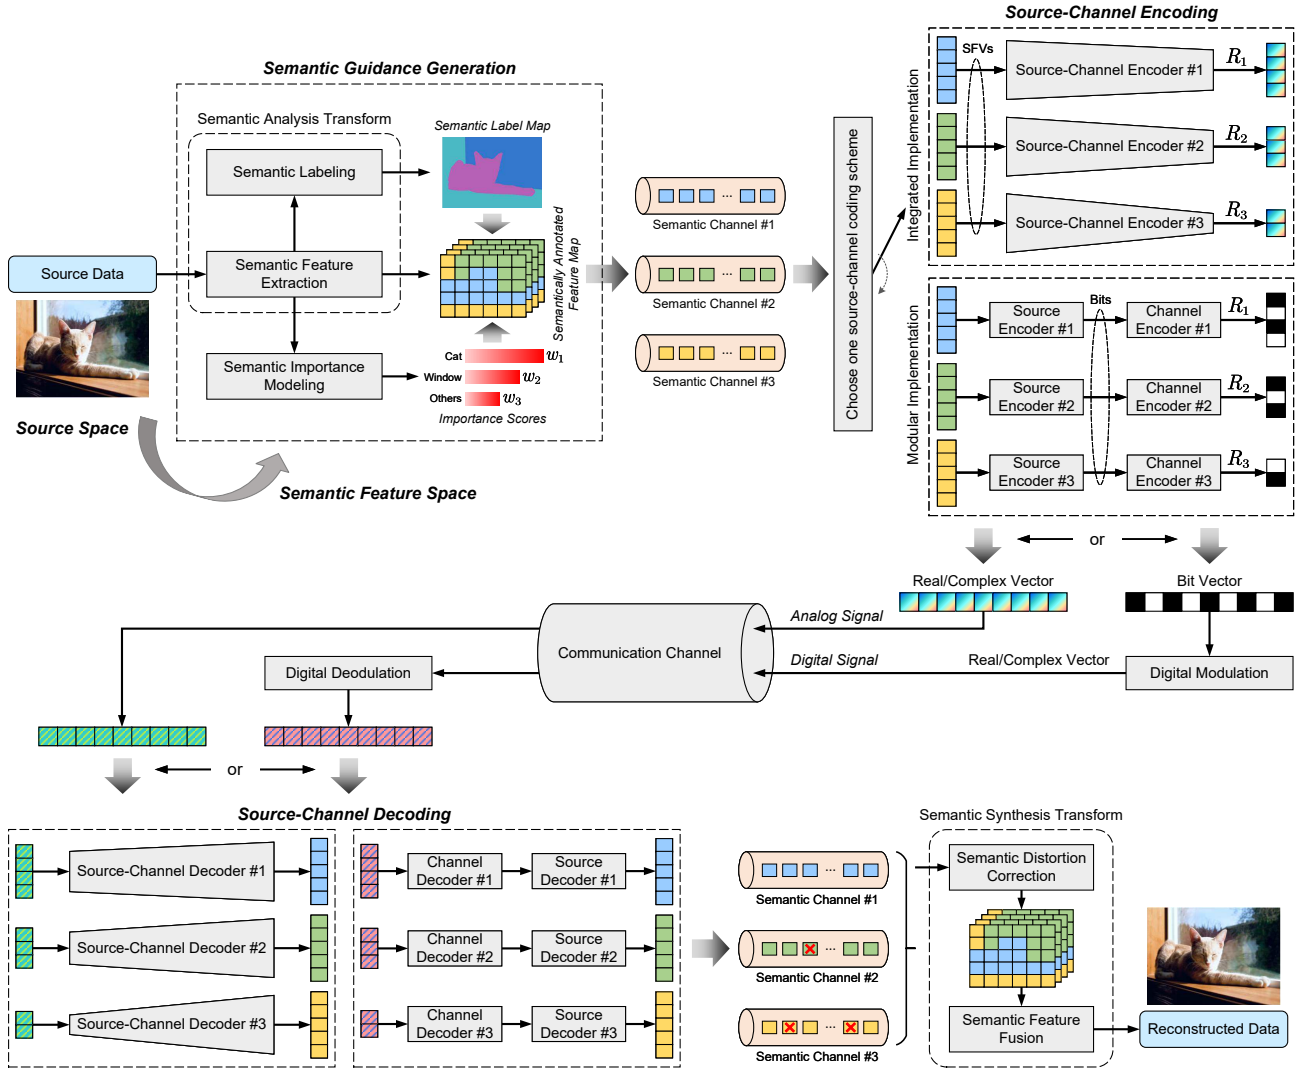 Source-Channel Encoding
Semantic Guidance Generation
Semantic Analysis Transform
Semantic Labeling
Semantic Feature
Extraction
Semantic Importance
Modeling
Source Data
Source Space
Semantic Feature Space
Semantic Label Map
Semantically Annotated
Feature Map
Cat
w1
Window
w2
Others
w3
Importance Scores
...
Semantic Channel #1
...
Semantic Channel #2
...
Semantic Channel #3
Choose one source-channel coding scheme
Integrated Implementation
SFVs
Source-Channel Encoder #1
R1
Source-Channel Encoder #2
R2
Source-Channel Encoder #3
R3
Modular Implementation
Bits
Source
Encoder #1
Channel
Encoder #1
R1
Source
Encoder #2
Channel
Encoder #2
R2
Source
Encoder #3
Channel
Encoder #3
R3
or
Real/Complex Vector
Bit Vector
Analog Signal
Communication Channel
Digital Signal
Real/Complex Vector
Digital Modulation
Digital Deodulation
or
Source-Channel Decoding
Source-Channel Decoder #1
Source-Channel Decoder #2
Source-Channel Decoder #3
Channel
Decoder #1
Source
Decoder #1
Channel
Decoder #2
Source
Decoder #2
Channel
Decoder #3
Source
Decoder #3
...
Semantic Channel #1
...
Semantic Channel #2
...
Semantic Channel #3
Semantic Synthesis Transform
Semantic Distortion
Correction
Semantic Feature
Fusion
Reconstructed Data